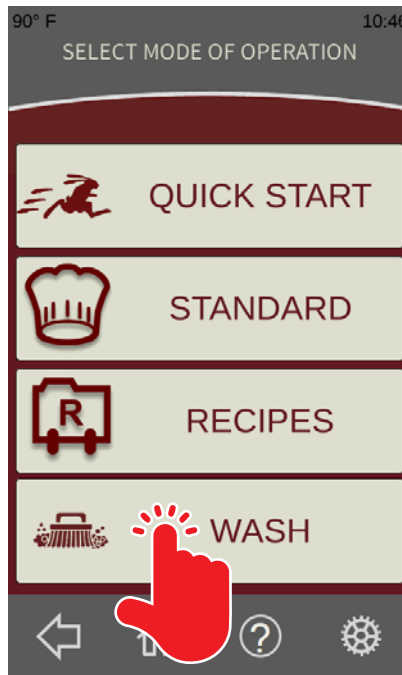 90° F 10:46
SELECT MODE OF OPERATION
QUICK START
STANDARD
R RECIPES
WASH
?